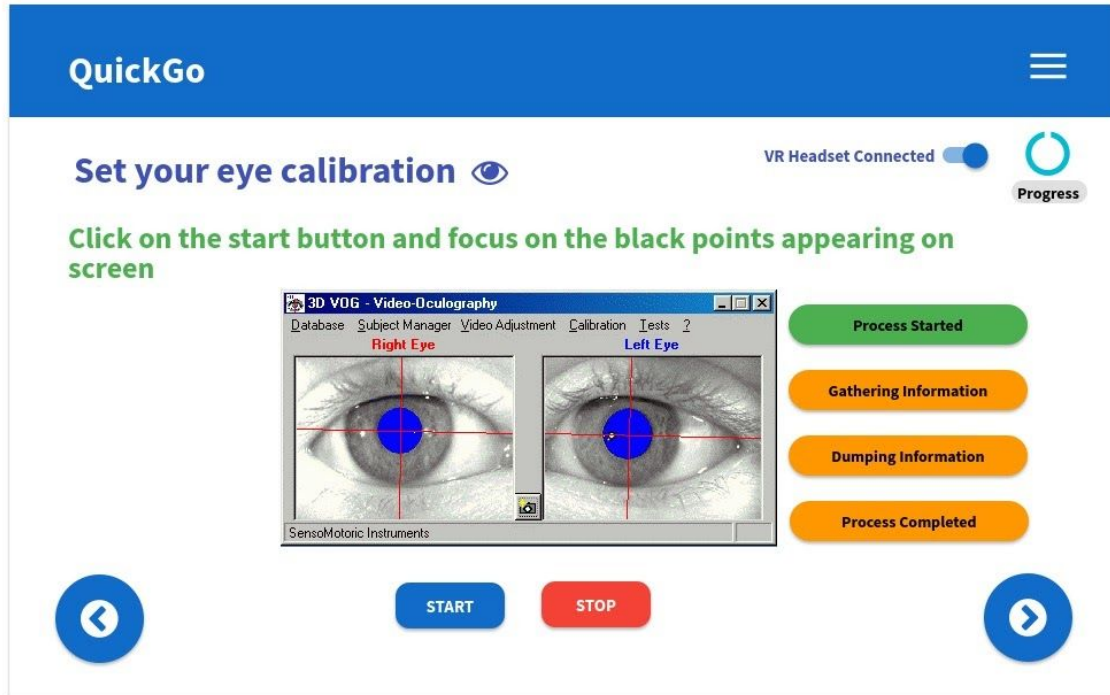 QuickGo
Set your eye calibration
VR Headset Connected
Progress
Click on the start button and focus on the black points appearing on
screen
3D VOG - Video-Oculography
Database Subject Manager Video Adjustment Calibration Tests ?
Right Eye Left Eye
SensoMotoric Instruments
Process Started
Gathering Information
Dumping Information
Process Completed
START STOP